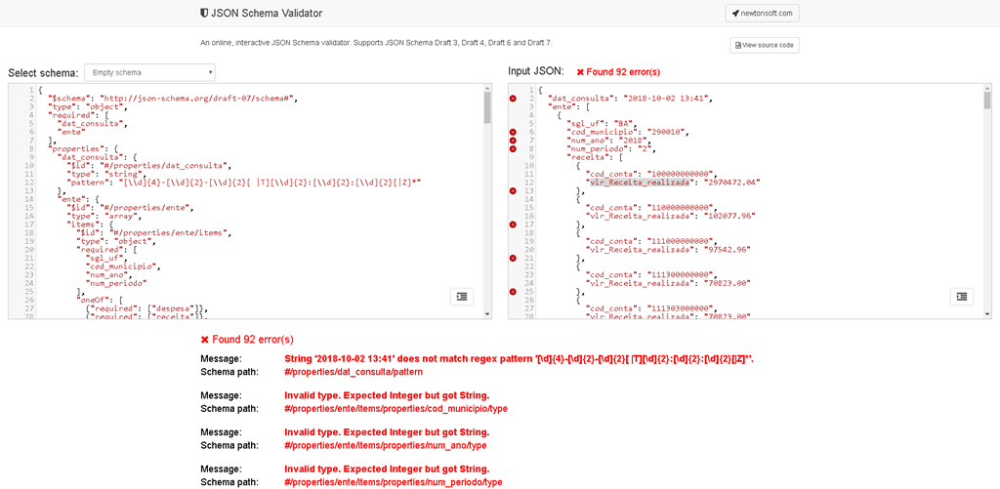 JSON Schema Validator
newtonsoft.com
An online, interactive JSON Schema validator. Supports JSON Schema Draft 3, Draft 4, Draft 6 and Draft 7.
View source code
Select schema: Empty schema
Input JSON: Found 92 error(s)
1 {
2 "$schema": "http://json-schema.org/draft-07/schema#",
3 "type": "object",
4 "required": [
5 "dat_consulta",
6 "ente"
7 ],
8 "properties": {
9 "dat_consulta": {
10 "$id": "#/properties/dat_consulta",
11 "type": "string",
12 "pattern": "[\\d]{4}-[\\d]{2}-[\\d]{2}[ |T][\\d]{2}:[\\d]{2}:[\\d]{2}[|Z]*"
13 },
14 "ente": {
15 "$id": "#/properties/ente",
16 "type": "array",
17 "items": {
18 "$id": "#/properties/ente/items",
19 "type": "object",
20 "required": [
21 "sgl_uf",
22 "cod_municipio",
23 "num_ano",
24 "num_periodo"
25 ],
26 "oneOf": [
27 {"required": ["despesa"]},
28 {"required": ["receita"]},
1 {
2 "dat_consulta": "2018-10-02 13:41",
3 "ente": [
4 {
5 "sgl_uf": "BA",
6 "cod_municipio": "290010",
7 "num_ano": "2018",
8 "num_periodo": "2",
9 "receita": [
10 {
11 "cod_conta": "100000000000",
12 "vlr_Receita_realizada": "2970472.04"
13 },
14 {
15 "cod_conta": "110000000000",
16 "vlr_Receita_realizada": "102077.96"
17 },
18 {
19 "cod_conta": "111000000000",
20 "vlr_Receita_realizada": "97542.96"
21 },
22 {
23 "cod_conta": "111300000000",
24 "vlr_Receita_realizada": "70823.00"
25 },
26 {
27 "cod_conta": "111303000000",
28 "vlr_Receita_realizada": "70823.00"
Found 92 error(s)
Message: String '2018-10-02 13:41' does not match regex pattern '[\d]{4}-[\d]{2}-[\d]{2}[ |T][\d]{2}:[\d]{2}:[\d]{2}[|Z]*'.
Schema path: #/properties/dat_consulta/pattern
Message: Invalid type. Expected Integer but got String.
Schema path: #/properties/ente/items/properties/cod_municipio/type
Message: Invalid type. Expected Integer but got String.
Schema path: #/properties/ente/items/properties/num_ano/type
Message: Invalid type. Expected Integer but got String.
Schema path: #/properties/ente/items/properties/num_periodo/type